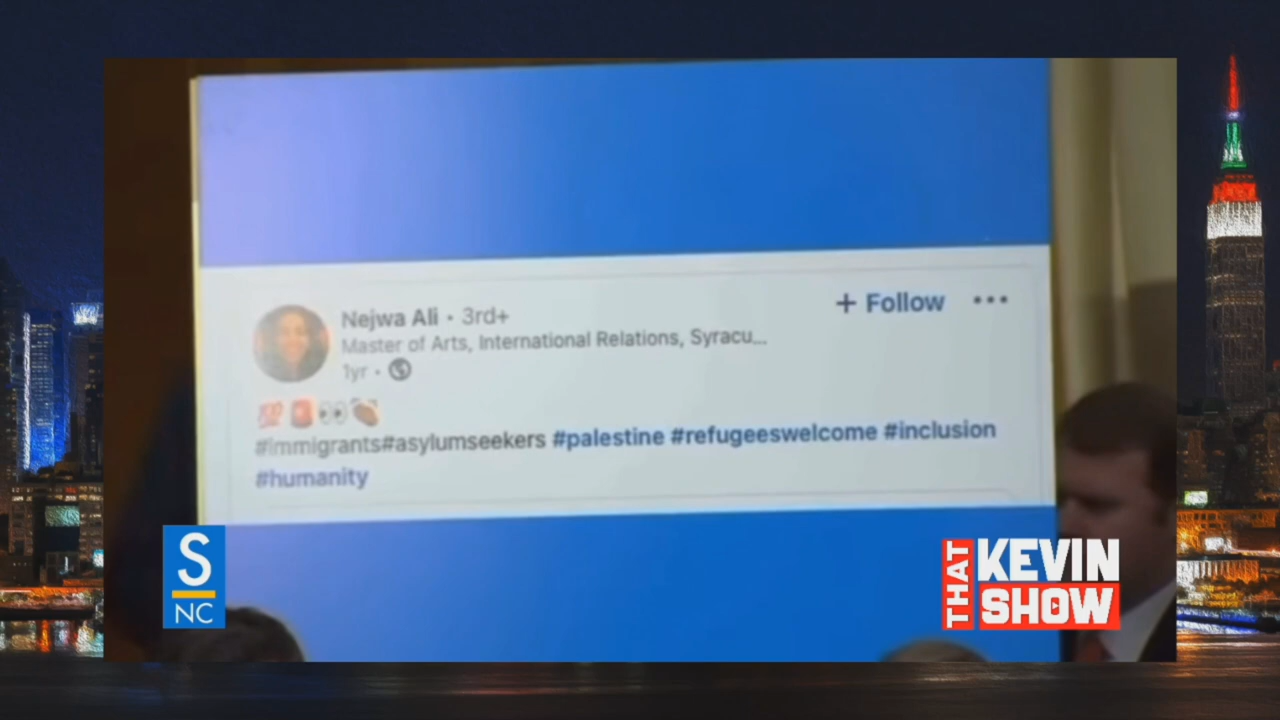 Nejwa Ali • 3rd+
+ Follow •••
Master of Arts, International Relations, Syracu...
1yr •
💯🚨👀👏🏽
#immigrants#asylumseekers #palestine #refugeeswelcome #inclusion
#humanity
S
NC
THAT
KEVIN
SHOW